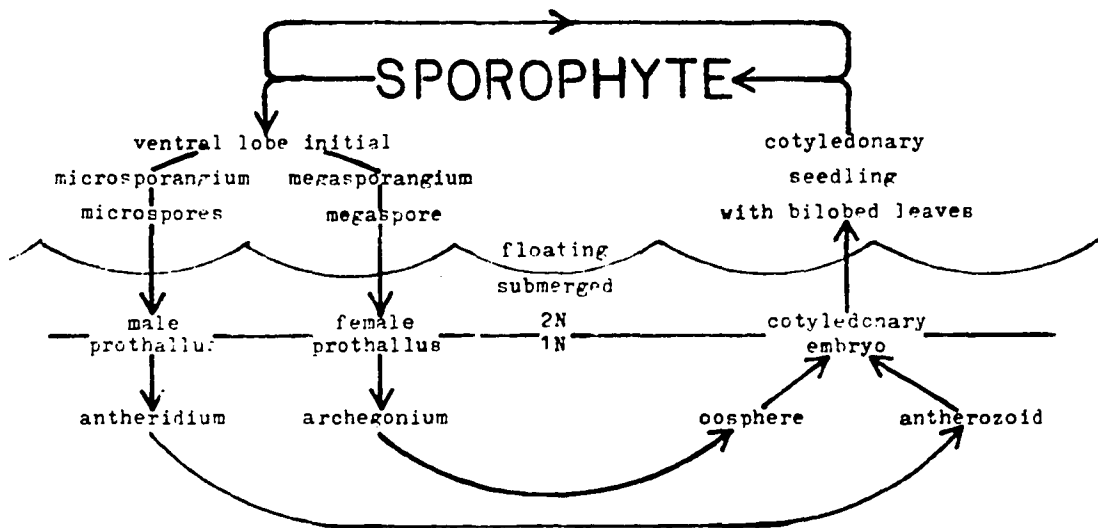 SPOROPHYTE
ventral lobe initial
microsporangium
megasporangium
microspores
megaspore
cotyledonary
seedling
with bilobed leaves
floating
submerged
male
prothallus
female
prothallus
2N
1N
cotyledonary
embryo
antheridium
archegonium
oosphere
antherozoid